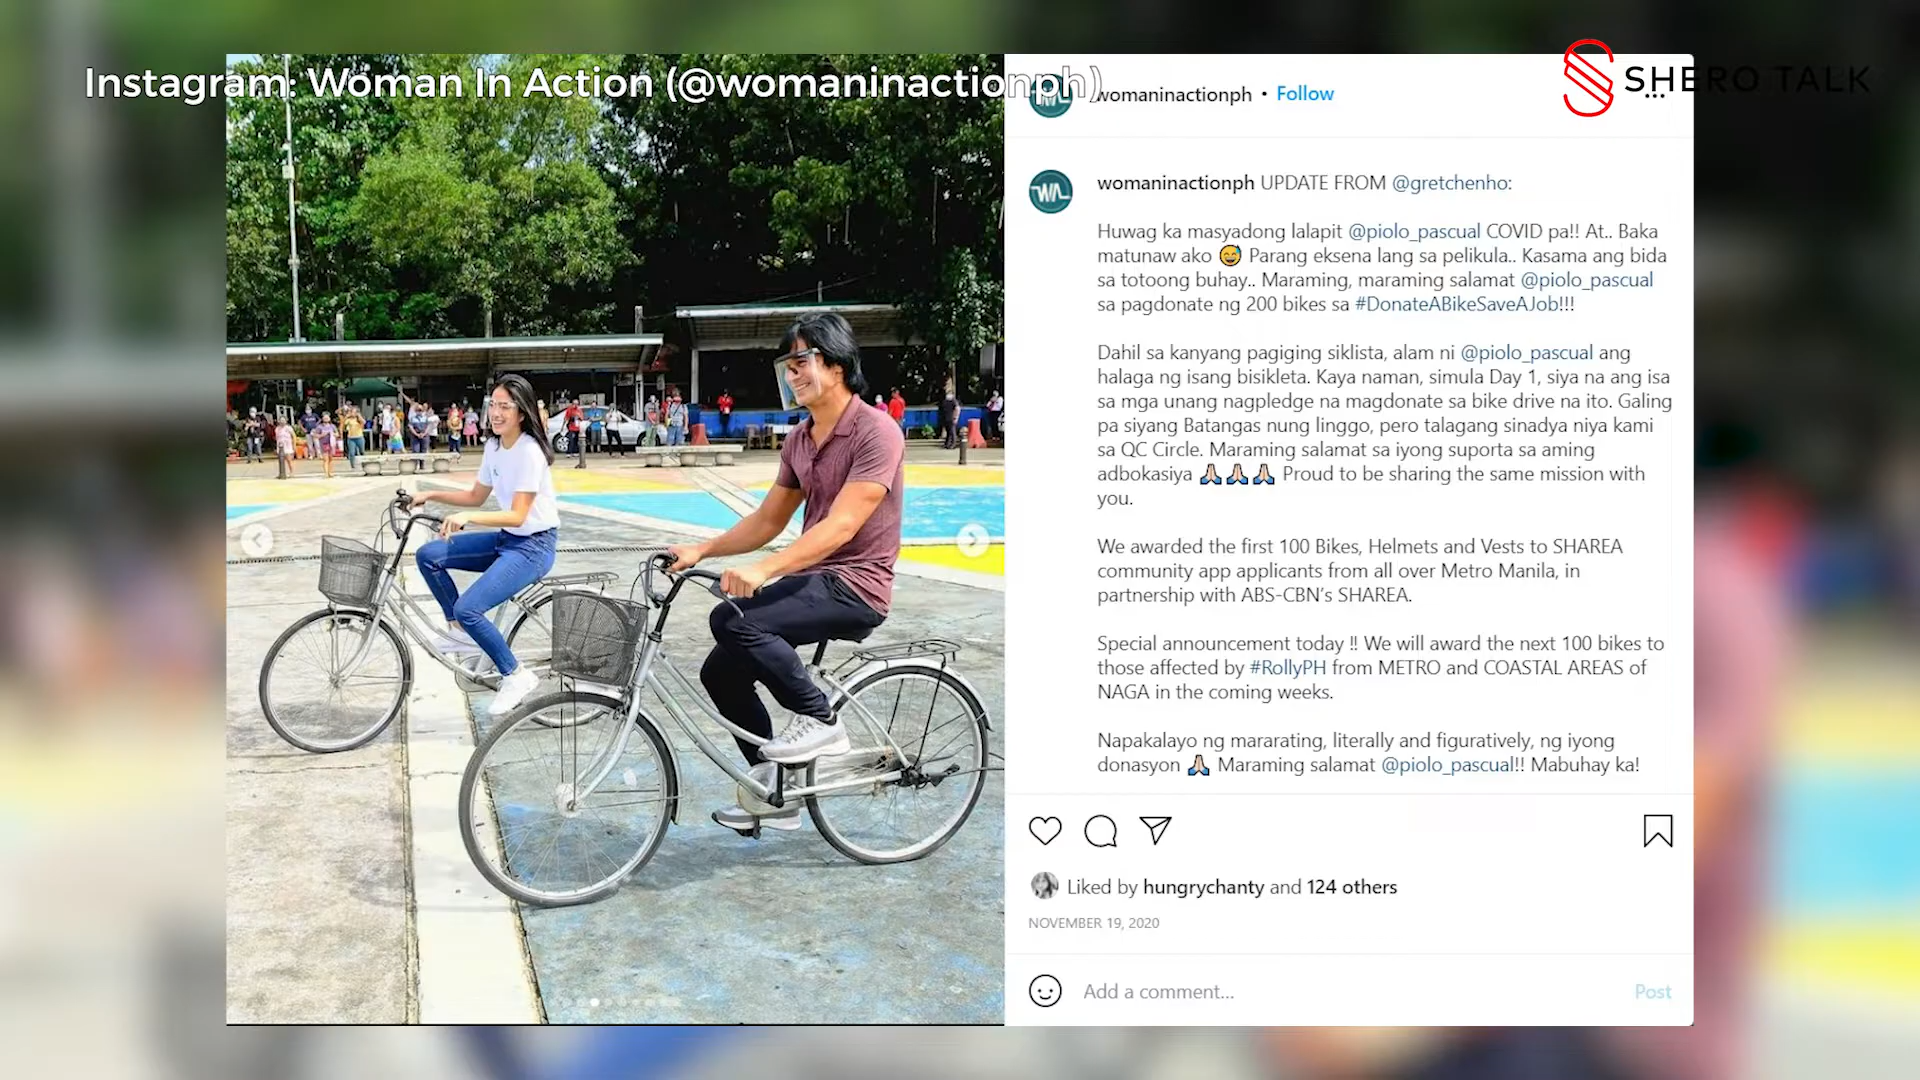 Instagram: Woman In Action (@womaninactionph)
SHERO TALK
womaninactionph • Follow
womaninactionph UPDATE FROM @gretchenho:
Huwag ka masyadong lalapit @piolo_pascual COVID pa!! At.. Baka
matunaw ako 😅 Parang eksena lang sa pelikula.. Kasama ang bida
sa totoong buhay.. Maraming, maraming salamat @piolo_pascual
sa pagdonate ng 200 bikes sa #DonateABikeSaveAJob!!!
Dahil sa kanyang pagiging siklista, alam ni @piolo_pascual ang
halaga ng isang bisikleta. Kaya naman, simula Day 1, siya na ang isa
sa mga unang nagpledge na magdonate sa bike drive na ito. Galing
pa siyang Batangas nung linggo, pero talagang sinadya niya kami
sa QC Circle. Maraming salamat sa iyong suporta sa aming
adbokasiya 🙏🏻🙏🏻🙏🏻 Proud to be sharing the same mission with
you.
We awarded the first 100 Bikes, Helmets and Vests to SHAREA
community app applicants from all over Metro Manila, in
partnership with ABS-CBN's SHAREA.
Special announcement today !! We will award the next 100 bikes to
those affected by #RollyPH from METRO and COASTAL AREAS of
NAGA in the coming weeks.
Napakalayo ng mararating, literally and figuratively, ng iyong
donasyon 🙏🏻 Maraming salamat @piolo_pascual!! Mabuhay ka!
Liked by hungrychanty and 124 others
NOVEMBER 19, 2020
Add a comment...
Post